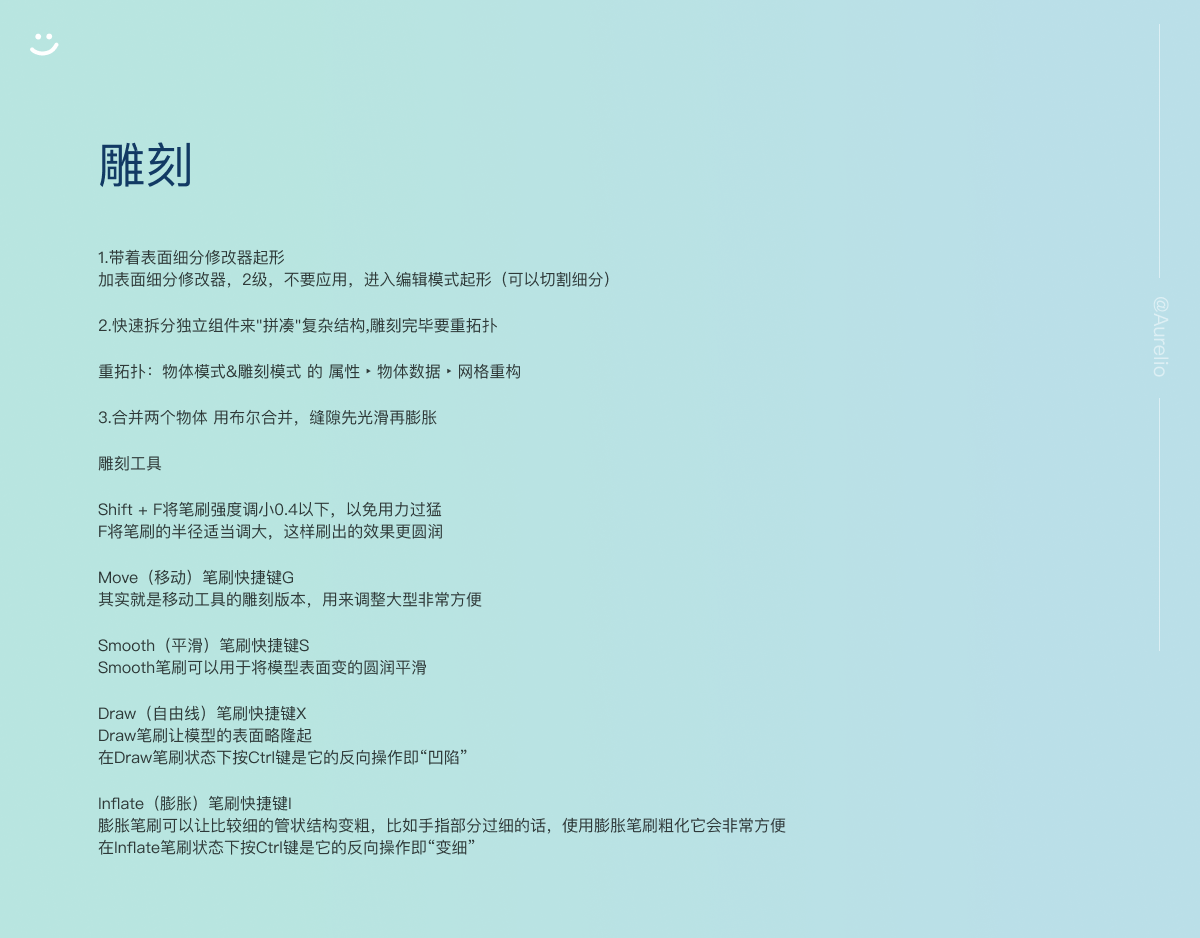 雕刻
1.带着表面细分修改器起形
加表面细分修改器，2级，不要应用，进入编辑模式起形（可以切割细分）
2.快速拆分独立组件来"拼凑"复杂结构,雕刻完毕要重拓扑
重拓扑：物体模式&雕刻模式 的 属性 ‣ 物体数据 ‣ 网格重构
3.合并两个物体 用布尔合并，缝隙先光滑再膨胀
雕刻工具
Shift + F将笔刷强度调小0.4以下，以免用力过猛
F将笔刷的半径适当调大，这样刷出的效果更圆润
Move（移动）笔刷快捷键G
其实就是移动工具的雕刻版本，用来调整大型非常方便
Smooth（平滑）笔刷快捷键S
Smooth笔刷可以用于将模型表面变的圆润平滑
Draw（自由线）笔刷快捷键X
Draw笔刷让模型的表面略隆起
在Draw笔刷状态下按Ctrl键是它的反向操作即“凹陷”
Inflate（膨胀）笔刷快捷键I
膨胀笔刷可以让比较细的管状结构变粗，比如手指部分过细的话，使用膨胀笔刷粗化它会非常方便
在Inflate笔刷状态下按Ctrl键是它的反向操作即“变细”
@Aurelio